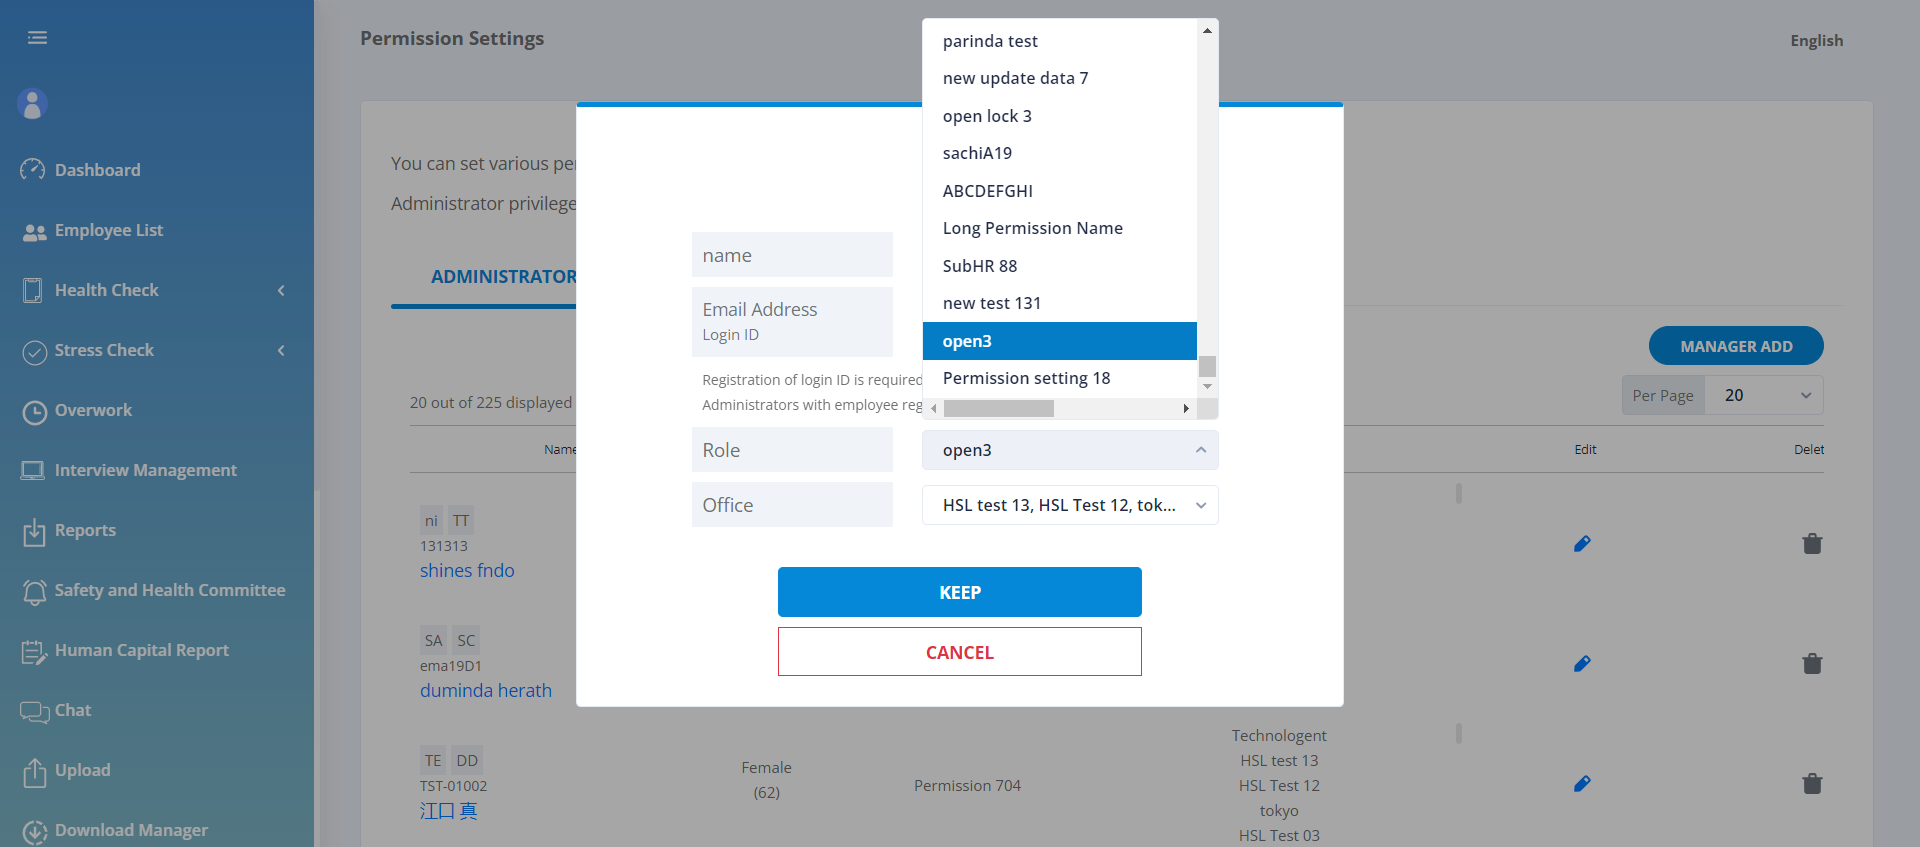 Permission Settings
English
Dashboard
Employee List
Health Check
Stress Check
Overwork
Interview Management
Reports
Safety and Health Committee
Human Capital Report
Chat
Upload
Download Manager
You can set various pe
Administrator privilege
ADMINISTRATOR
MANAGER ADD
20 out of 225 displayed
Per Page
20
Name
Edit
Delet
ni TT
131313
shines fndo
SA SC
ema19D1
duminda herath
TE DD
TST-01002
江口 真
Female
(62)
Permission 704
Technologent
HSL test 13
HSL Test 12
tokyo
HSL Test 03
name
Email Address
Login ID
Registration of login ID is required
Administrators with employee reg
parinda test
new update data 7
open lock 3
sachiA19
ABCDEFGHI
Long Permission Name
SubHR 88
new test 131
open3
Permission setting 18
Role
open3
Office
HSL test 13, HSL Test 12, tok...
KEEP
CANCEL